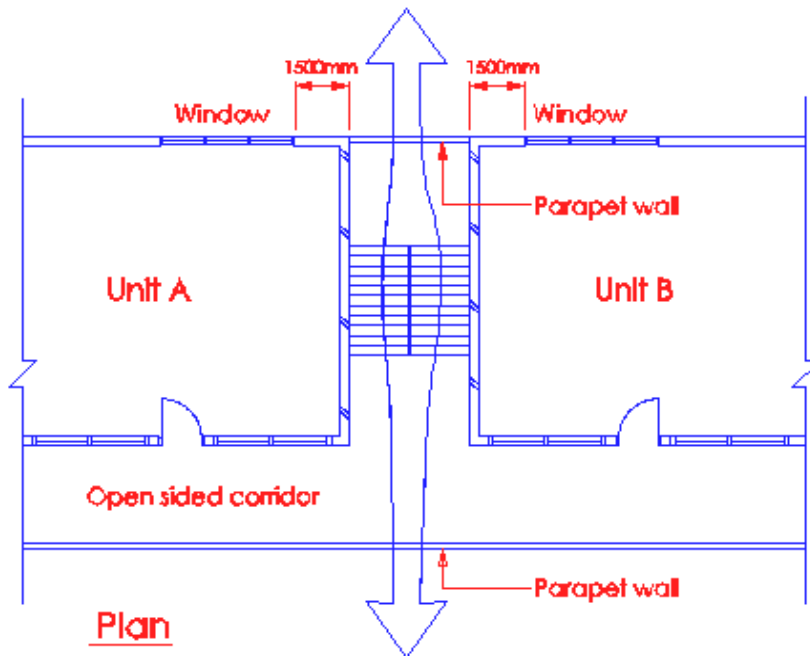 1500mm
1500mm
Window
Window
Parapet wall
Unit A
Unit B
Open sided corridor
Parapet wall
Plan